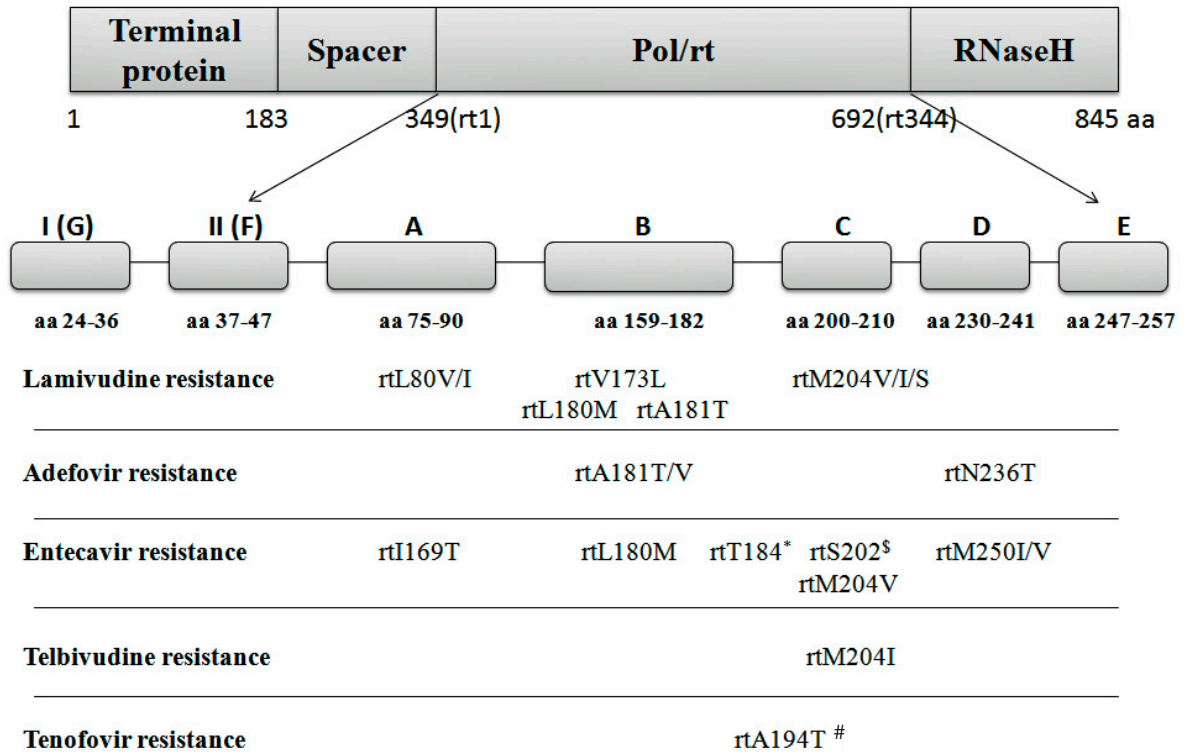 Terminal protein Spacer Pol/rt RNaseH
1 183 349(rt1) 692(rt344) 845 aa
I (G) II (F) A B C D E
aa 24-36 aa 37-47 aa 75-90 aa 159-182 aa 200-210 aa 230-241 aa 247-257
Lamivudine resistance rtL80V/I rtV173L rtM204V/I/S
rtL180M rtA181T
Adefovir resistance rtA181T/V rtN236T
Entecavir resistance rtI169T rtL180M rtT184* rtS202$ rtM250I/V
rtM204V
Telbivudine resistance rtM204I
Tenofovir resistance rtA194T #